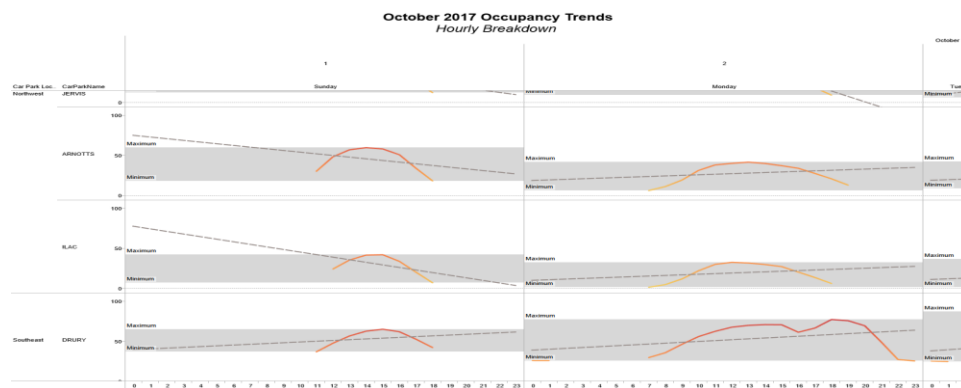 October 2017 Occupancy Trends
Hourly Breakdown
October
1 2
Car Park Loc.. CarParkName Sunday Monday Tue
Northwest JERVIS Minimum Minimum
0
100
Maximum
Maximum Maximum
ARNOTTS 50
Minimum
Minimum Minimum
0
100
ILAC
Maximum 50
Maximum Maximum
Minimum Minimum Minimum
0
100
Maximum Maximum
Maximum
Southeast DRURY 50
Minimum
Minimum Minimum
0 1 2 3 4 5 6 7 8 9 10 11 12 13 14 15 16 17 18 19 20 21 22 23 0 1 2 3 4 5 6 7 8 9 10 11 12 13 14 15 16 17 18 19 20 21 22 23 0 1